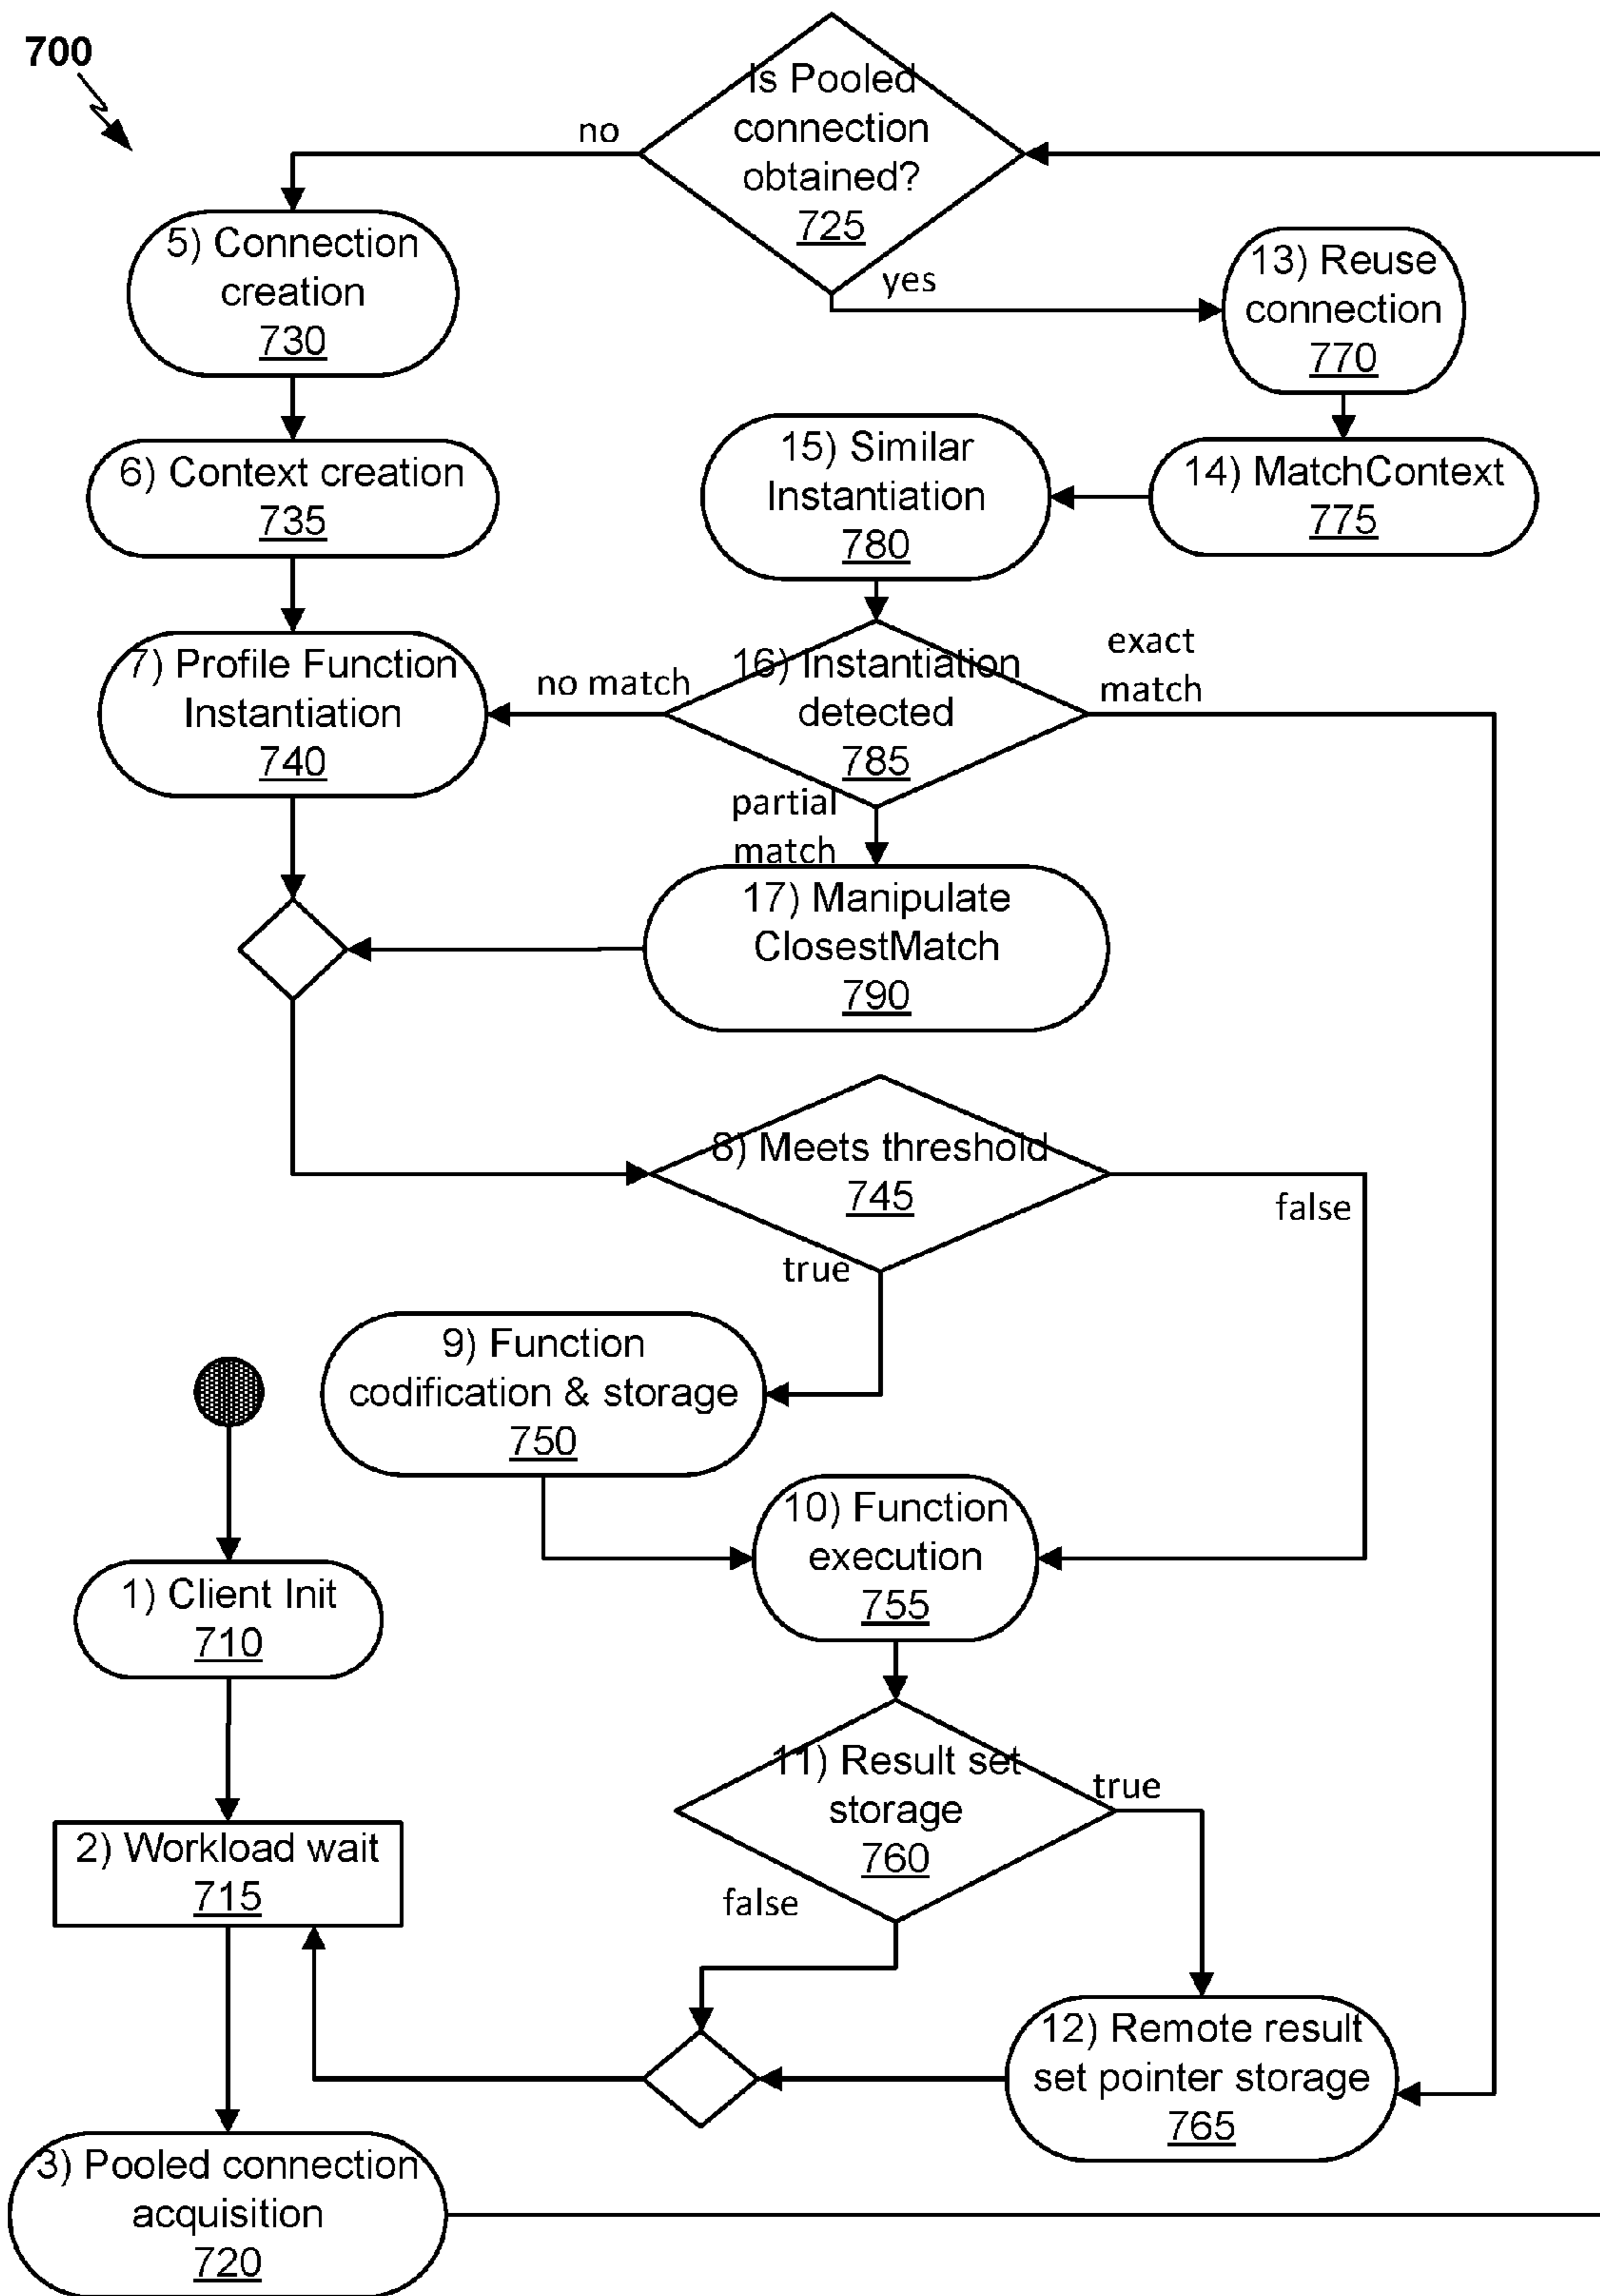 700
Is Pooled
connection
obtained?
725
no
yes
5) Connection
creation
730
13) Reuse
connection
770
6) Context creation
735
15) Similar
Instantiation
780
14) MatchContext
775
7) Profile Function
Instantiation
740
no match
16) Instantiation
detected
785
exact
match
partial
match
17) Manipulate
ClosestMatch
790
8) Meets threshold
745
false
true
9) Function
codification & storage
750
10) Function
execution
755
1) Client Init
710
11) Result set
storage
760
true
false
2) Workload wait
715
12) Remote result
set pointer storage
765
3) Pooled connection
acquisition
720